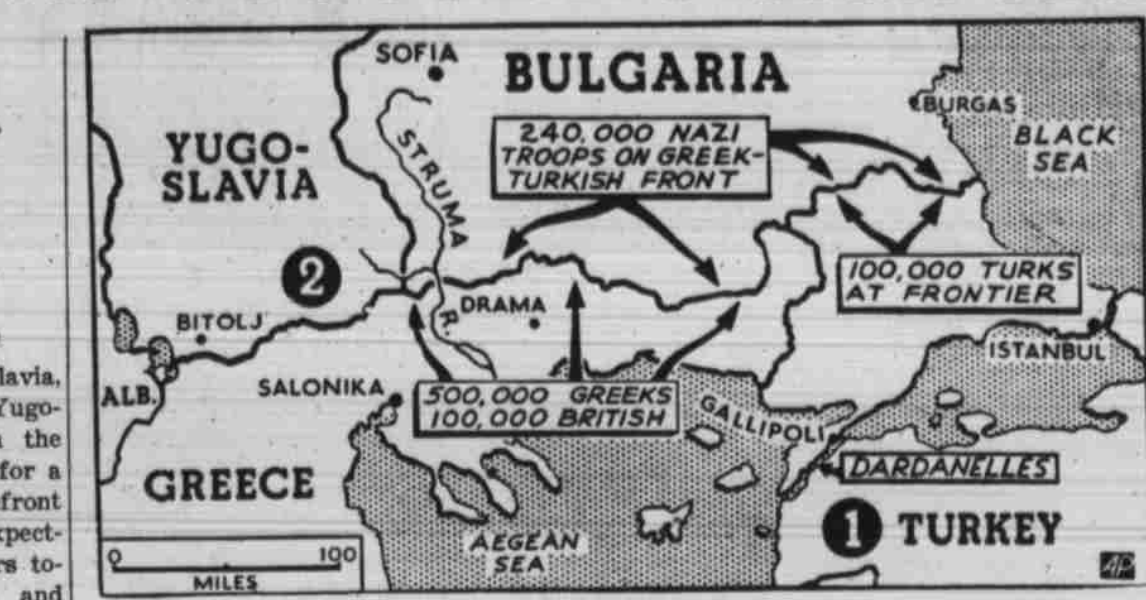 SOFIA
BULGARIA
BURGAS
BLACK
SEA
YUGO-
SLAVIA
STRUMA
R.
240,000 NAZI
TROOPS ON GREEK-
TURKISH FRONT
100,000 TURKS
AT FRONTIER
2
BITOLJ
DRAMA
ISTANBUL
ALB.
SALONIKA
500,000 GREEKS
100,000 BRITISH
GALLIPOLI
DARDANELLES
GREECE
1 TURKEY
AEGEAN
SEA
0 100
MILES
AP
lavia,
Yugo-
the
for a
front
xpect-
rs to-
and